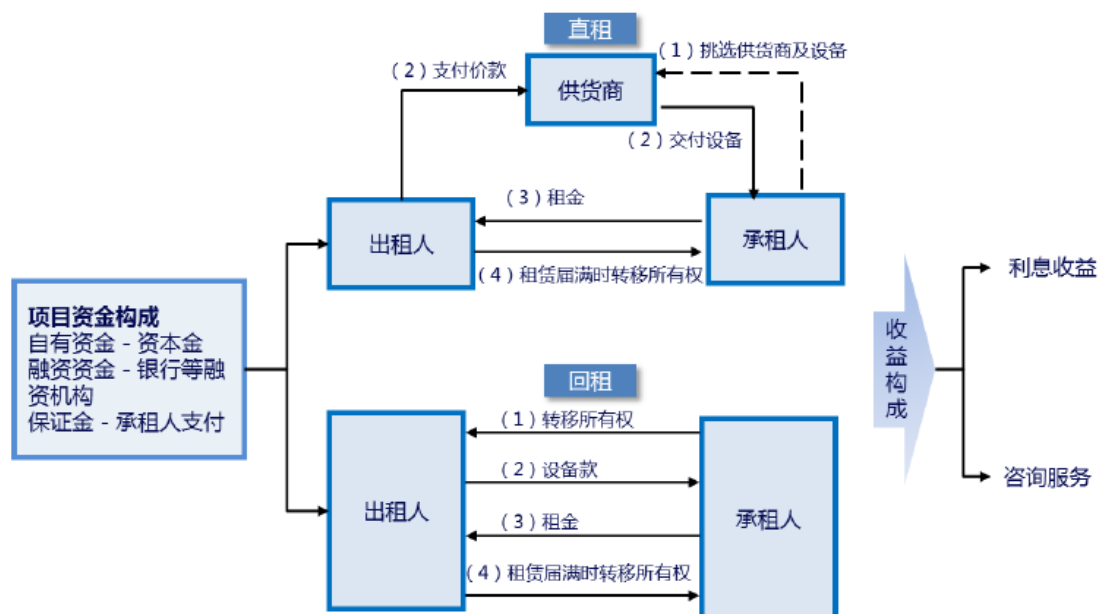 直租
（1）挑选供货商及设备
（2）支付价款
供货商
（2）交付设备
（3）租金
出租人
承租人
（4）租赁届满时转移所有权
项目资金构成
自有资金 - 资本金
融资资金 - 银行等融
资机构
保证金 - 承租人支付
回租
（1）转移所有权
（2）设备款
出租人
承租人
（3）租金
（4）租赁届满时转移所有权
收
益
构
成
利息收益
咨询服务